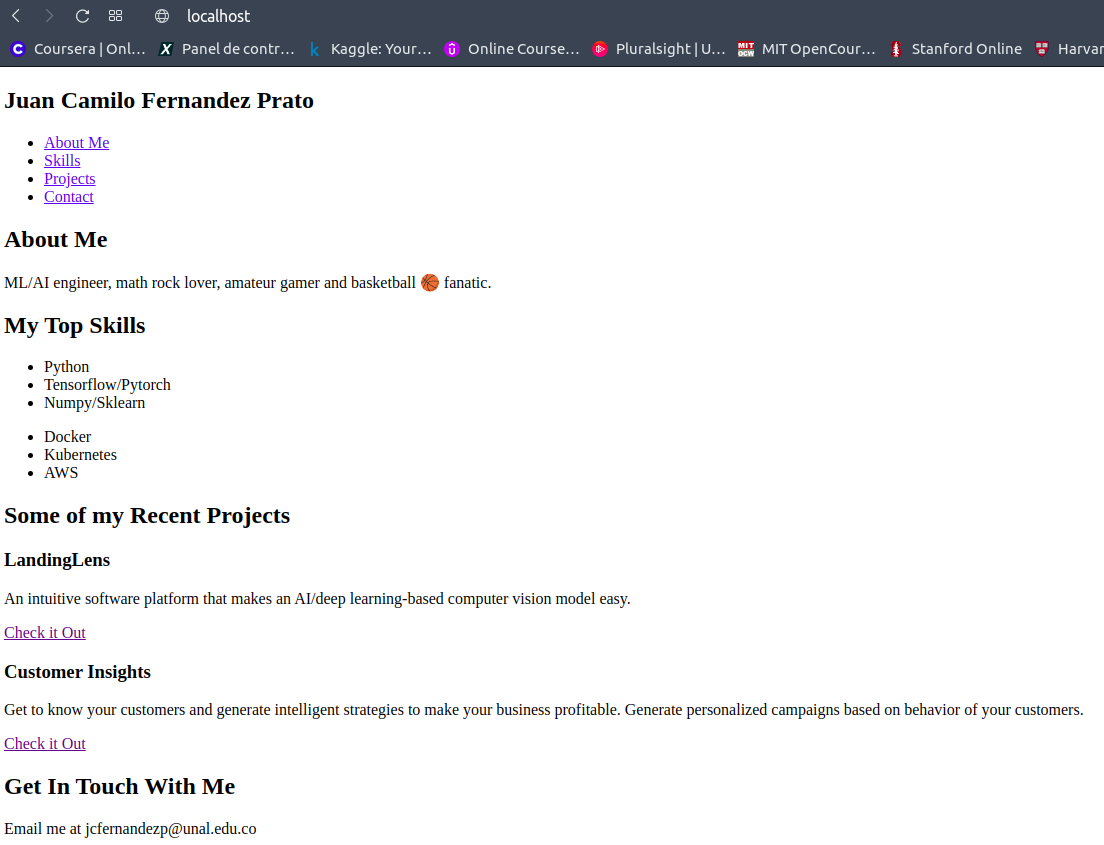 localhost
Coursera | Onl... Panel de contr... Kaggle: Your... Online Course... Pluralsight | U... MIT OpenCour... Stanford Online Harvar
Juan Camilo Fernandez Prato
About Me
Skills
Projects
Contact
About Me
ML/AI engineer, math rock lover, amateur gamer and basketball 🏀 fanatic.
My Top Skills
Python
Tensorflow/Pytorch
Numpy/Sklearn
Docker
Kubernetes
AWS
Some of my Recent Projects
LandingLens
An intuitive software platform that makes an AI/deep learning-based computer vision model easy.
Check it Out
Customer Insights
Get to know your customers and generate intelligent strategies to make your business profitable. Generate personalized campaigns based on behavior of your customers.
Check it Out
Get In Touch With Me
Email me at jcfernandezp@unal.edu.co